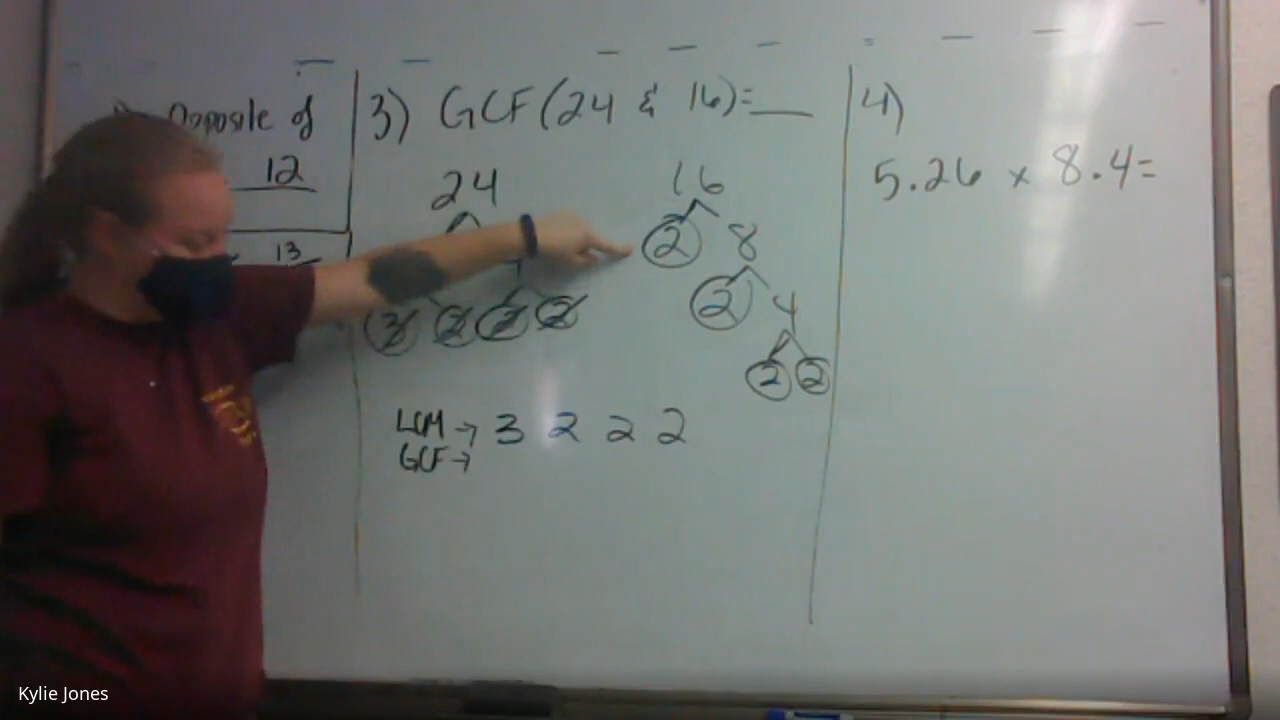 Opposite of
12
13
3) GCF(24 & 16)=__
24
16
2 8
2 4
3 2 2 2
2 2
LCM → 3 2 2 2
GCF →
4)
5.26 x 8.4=
Kylie Jones